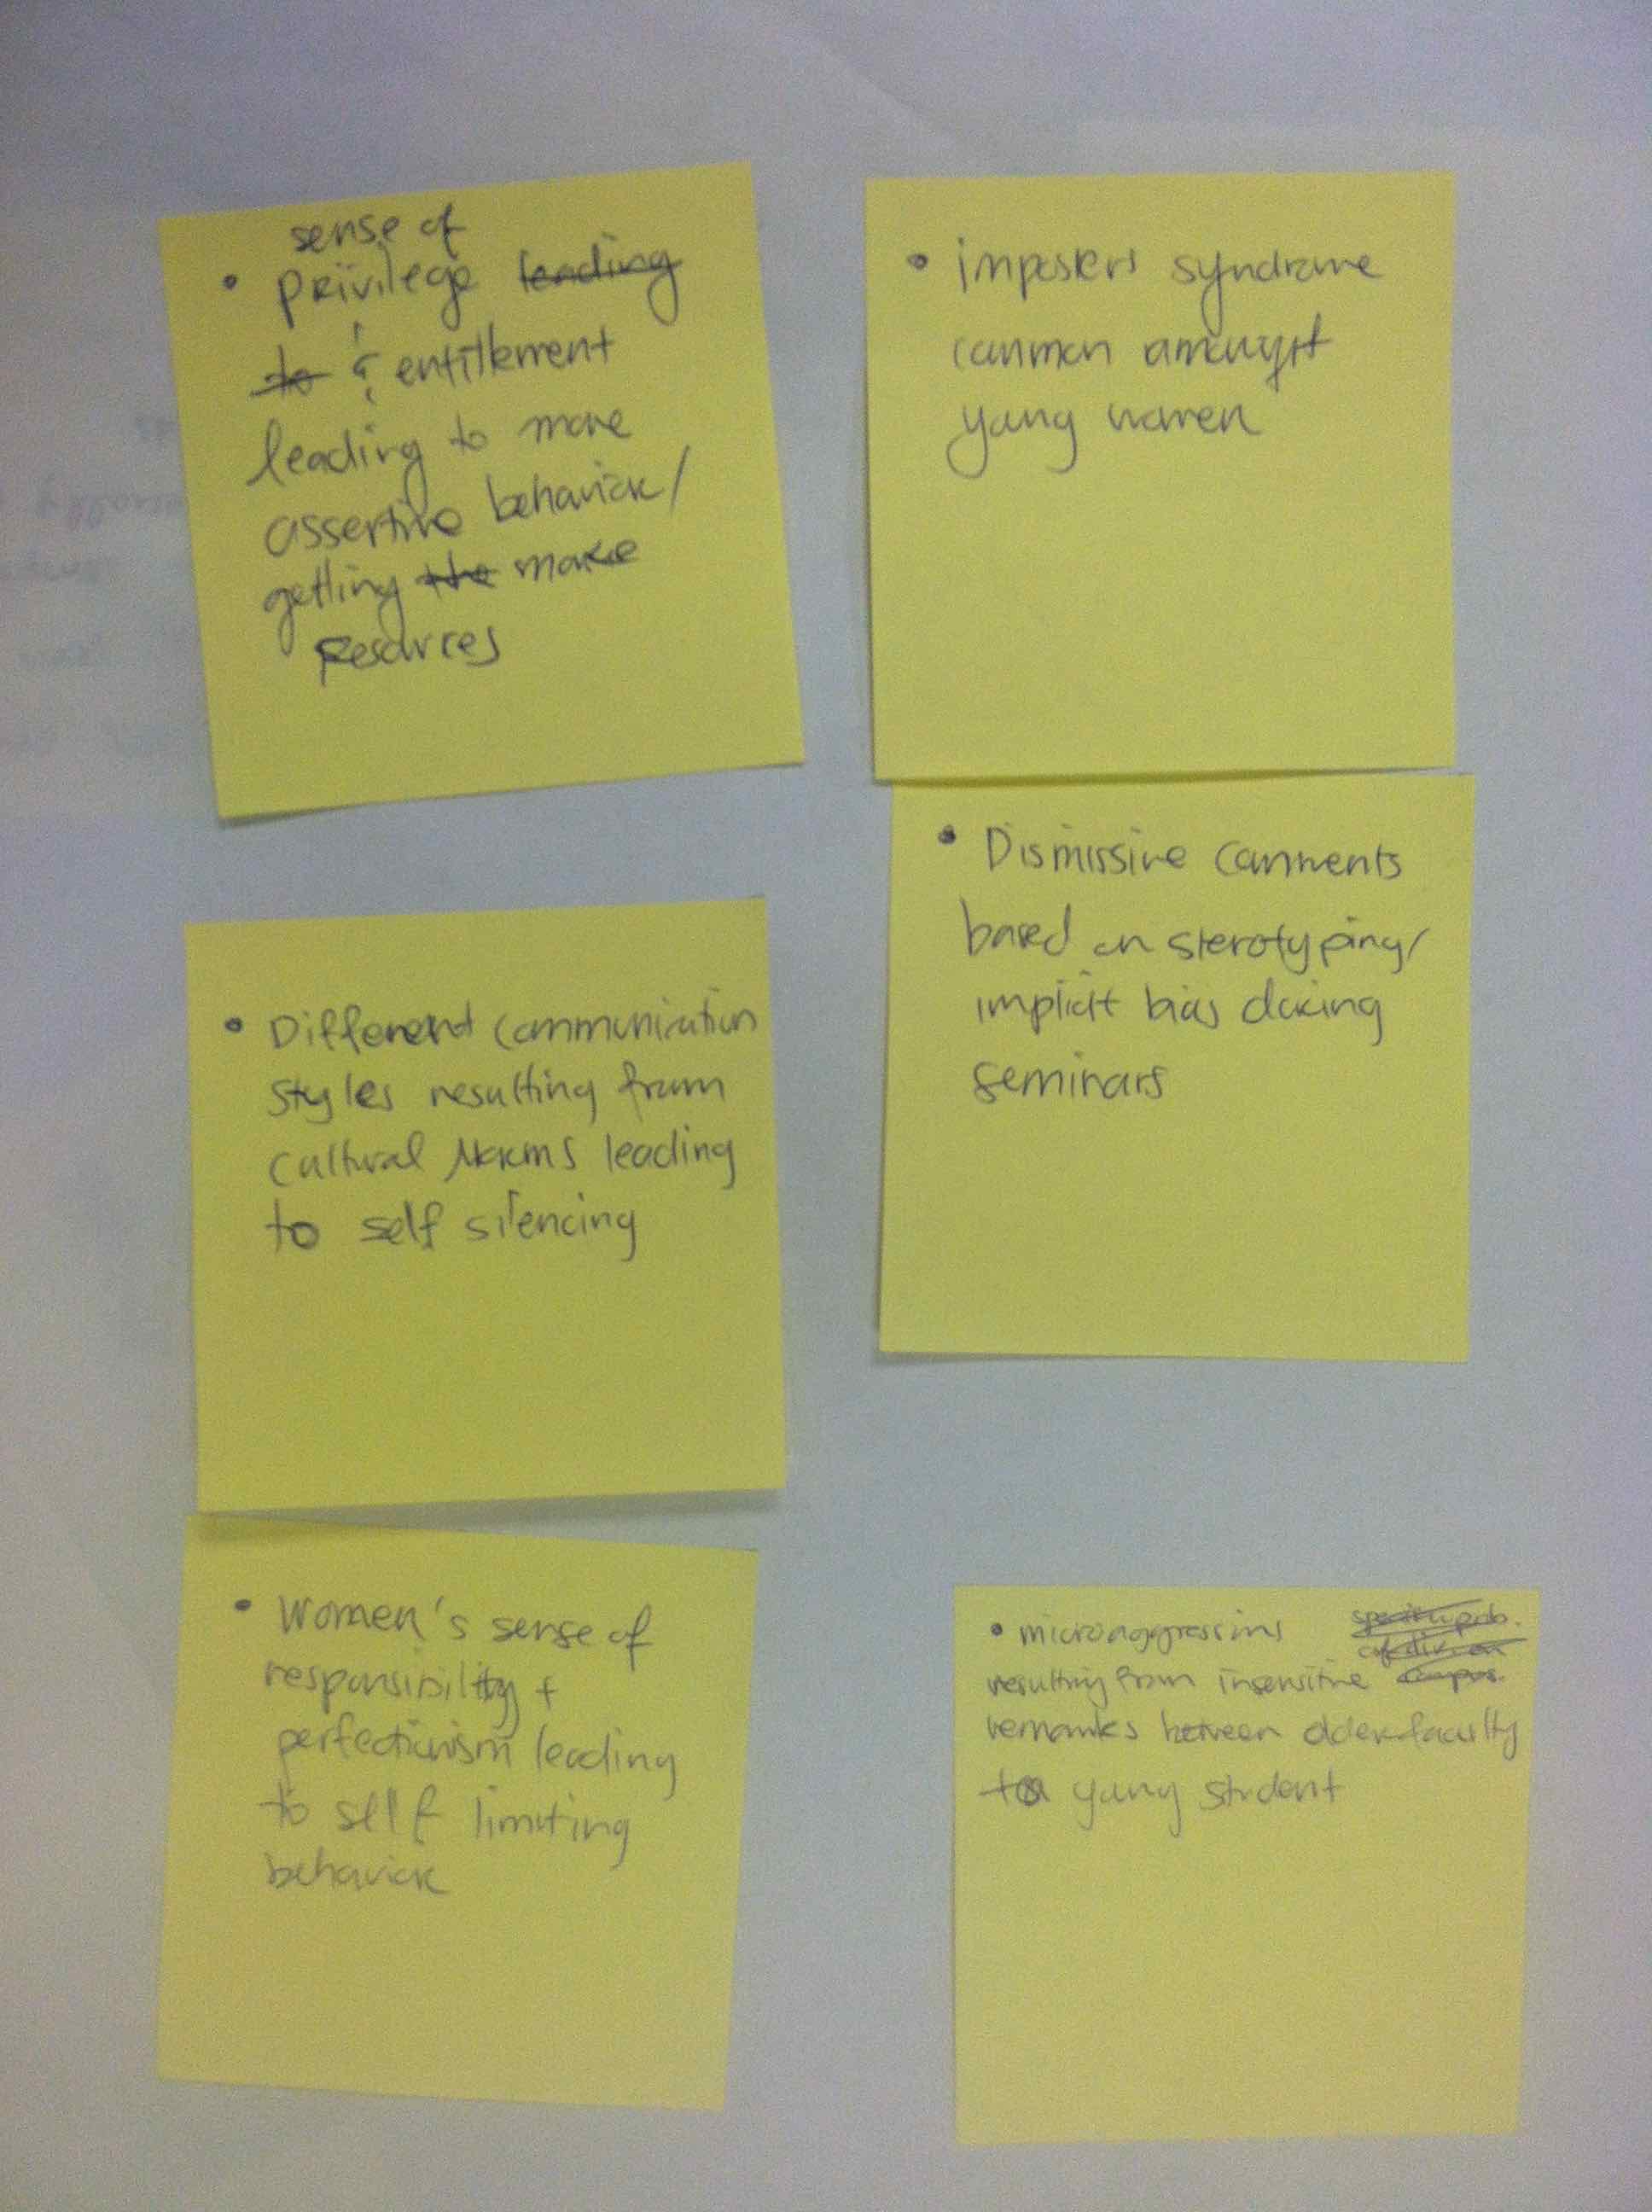 sense of
• privilege leading
to & entitlement
leading to more
assertive behavior/
getting the more
resources
• imposters syndrome
common amongst
young women
• Dismissive comments
based on sterotyping/
implicit bias during
seminars
• Different communication
styles resulting from
cultural Norms leading
to self silencing
• Women's sense of
responsibility +
perfectionism leading
to self limiting
behavior
• microaggressions
resulting from insensitive
remarks between older faculty
to young student